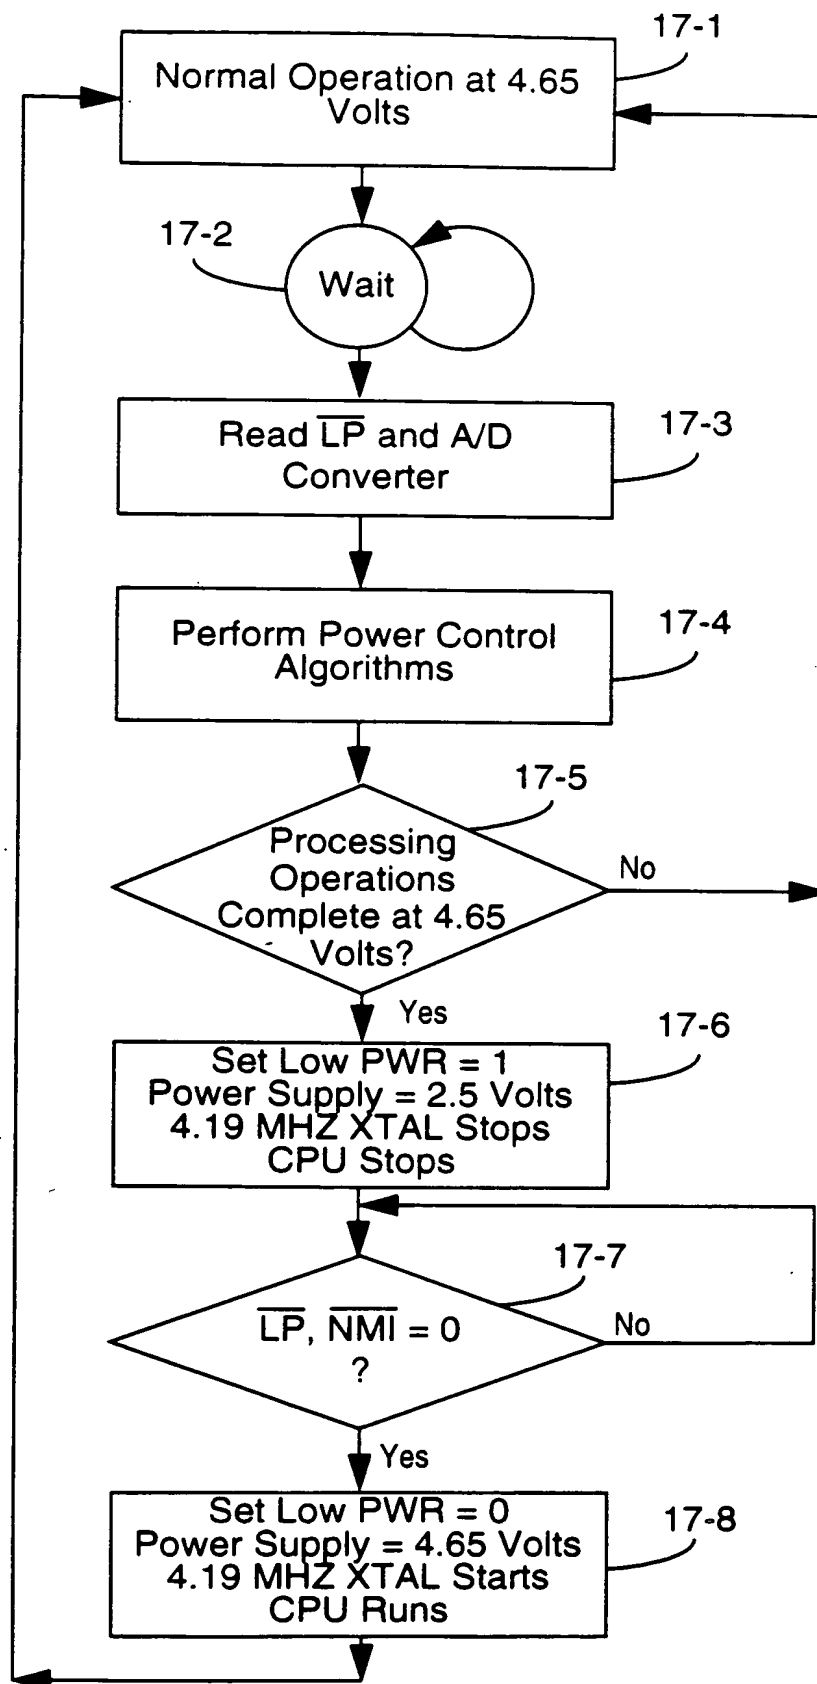 17-1
Normal Operation at 4.65
Volts
17-2
Wait
Read L̅P̅ and A/D
Converter
17-3
Perform Power Control
Algorithms
17-4
17-5
Processing
Operations
Complete at 4.65
Volts?
No
Yes
17-6
Set Low PWR = 1
Power Supply = 2.5 Volts
4.19 MHZ XTAL Stops
CPU Stops
17-7
L̅P̅, N̅M̅I̅ = 0
?
No
Yes
Set Low PWR = 0
Power Supply = 4.65 Volts
4.19 MHZ XTAL Starts
CPU Runs
17-8